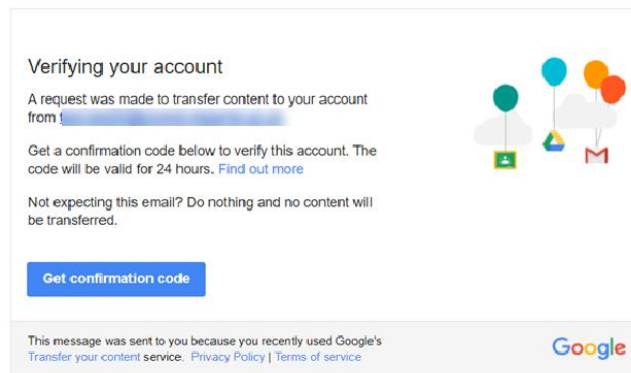 Verifying your account
A request was made to transfer content to your account
from
Get a confirmation code below to verify this account. The
code will be valid for 24 hours. Find out more
Not expecting this email? Do nothing and no content will
be transferred.
Get confirmation code
This message was sent to you because you recently used Google's
Transfer your content service. Privacy Policy | Terms of service
Google